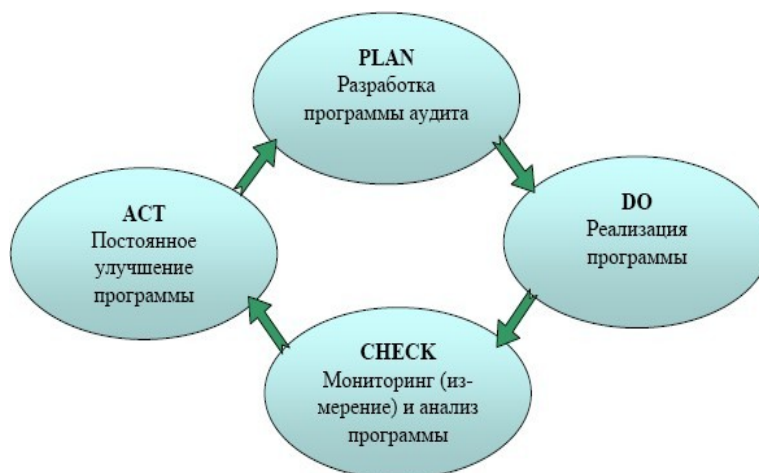 PLAN
Разработка
программы аудита
DO
Реализация
программы
CHECK
Мониторинг (из-
мерение) и анализ
программы
ACT
Постоянное
улучшение
программы